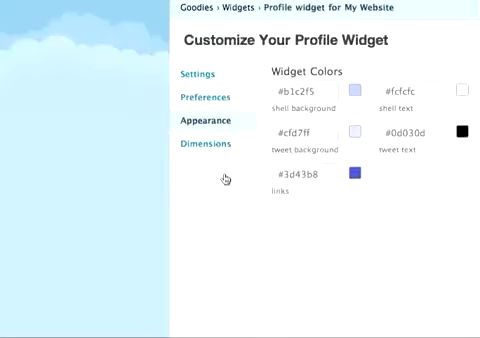 Goodies › Widgets › Profile widget for My Website
Customize Your Profile Widget
Settings
Preferences
Appearance
Dimensions
Widget Colors
#b1c2f5
shell background
#fcfcfc
shell text
#cfd7ff
tweet background
#0d030d
tweet text
#3d43b8
links